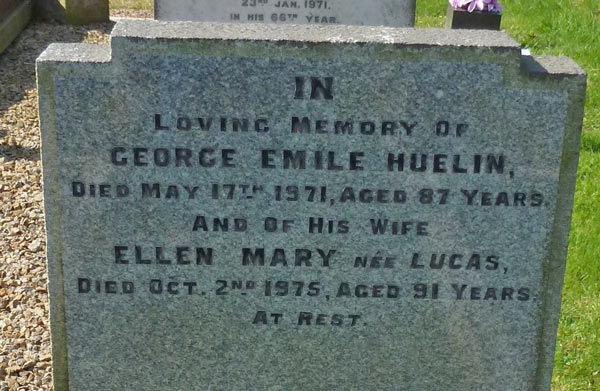 23RD JAN. 1971.
IN HIS 66TH YEAR.
IN
LOVING MEMORY OF
GEORGE EMILE HUELIN,
DIED MAY 17TH 1971, AGED 87 YEARS.
AND OF HIS WIFE
ELLEN MARY NÉE LUCAS,
DIED OCT. 2ND 1975, AGED 91 YEARS.
AT REST.